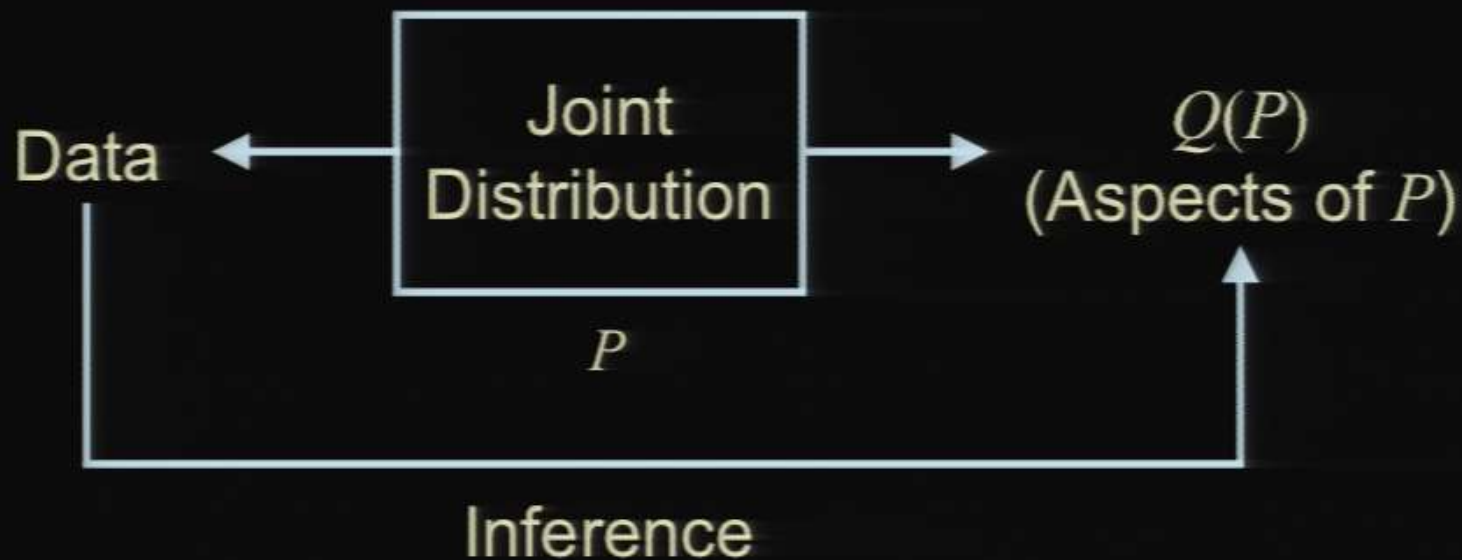 Data
Joint
Distribution
P
Q(P)
(Aspects of P)
Inference